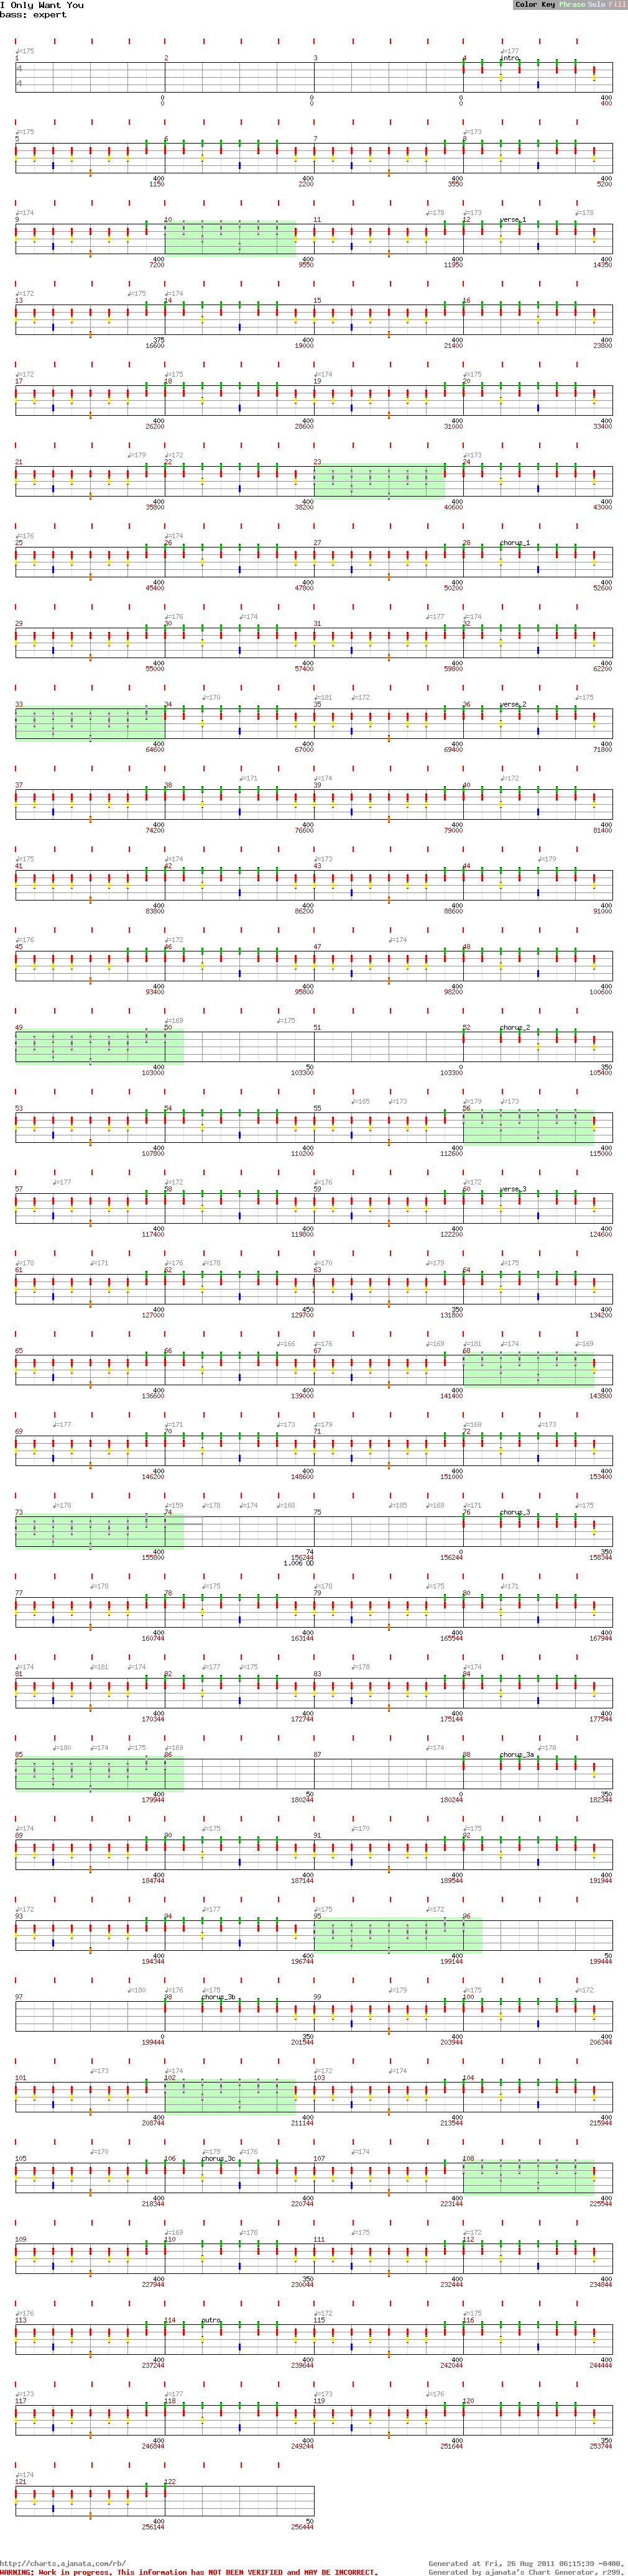 I Only Want You
bass: expert
Color Key Phrase Solo Fill
♩=175 ♩=177
1 2 3 4 intro
4
4
0 0 0 400
0 0 0 400
♩=175 ♩=173
5 6 7 8
400 400 400 400
1150 2200 3550 5200
♩=174 ♩=178 ♩=173 ♩=178
9 10 11 12 verse_1
400 400 400 400
7200 9550 11950 14350
♩=172 ♩=175 ♩=174
13 14 15 16
375 400 400 400
16600 19000 21400 23800
♩=172 ♩=175 ♩=174 ♩=175
17 18 19 20
400 400 400 400
26200 28600 31000 33400
♩=179 ♩=172 ♩=173
21 22 23 24
400 400 400 400
35800 38200 40600 43000
♩=176 ♩=174
25 26 27 28 chorus_1
400 400 400 400
45400 47800 50200 52600
♩=176 ♩=174 ♩=177 ♩=174
29 30 31 32
400 400 400 400
55000 57400 59800 62200
♩=170 ♩=181 ♩=172 ♩=175
33 34 35 36 verse_2
400 400 400 400
64600 67000 69400 71800
♩=171 ♩=174 ♩=172
37 38 39 40
400 400 400 400
74200 76600 79000 81400
♩=175 ♩=174 ♩=173 ♩=179
41 42 43 44
400 400 400 400
83800 86200 88600 91000
♩=176 ♩=172 ♩=174
45 46 47 48
400 400 400 400
93400 95800 98200 100600
♩=169 ♩=175
49 50 51 52 chorus_2
400 50 0 350
103000 103300 103300 105400
♩=165 ♩=173 ♩=179 ♩=173
53 54 55 56
400 400 400 400
107800 110200 112600 115000
♩=177 ♩=172 ♩=176 ♩=172
57 58 59 60 verse_3
400 400 400 400
117400 119800 122200 124600
♩=178 ♩=171 ♩=176 ♩=178 ♩=170 ♩=179 ♩=175
61 62 63 64
400 450 350 400
127000 129700 131800 134200
♩=166 ♩=176 ♩=169 ♩=181 ♩=174 ♩=169
65 66 67 68
400 400 400 400
136600 139000 141400 143800
♩=177 ♩=171 ♩=173 ♩=179 ♩=168 ♩=173
69 70 71 72
400 400 400 400
146200 148600 151000 153400
♩=178 ♩=159 ♩=178 ♩=174 ♩=168 ♩=185 ♩=169 ♩=171 ♩=175
73 74 75 76 chorus_3
400 74 0 350
155800 156244 156244 158344
1.006 OD
♩=178 ♩=175 ♩=178 ♩=175 ♩=171
77 78 79 80
400 400 400 400
160744 163144 165544 167944
♩=174 ♩=181 ♩=174 ♩=177 ♩=175 ♩=178 ♩=174
81 82 83 84
400 400 400 400
170344 172744 175144 177544
♩=180 ♩=174 ♩=175 ♩=169 ♩=174 ♩=178
85 86 87 88 chorus_3a
400 50 0 350
179944 180244 180244 182344
♩=174 ♩=175 ♩=170 ♩=175
89 90 91 92
400 400 400 400
184744 187144 189544 191944
♩=172 ♩=177 ♩=175 ♩=172
93 94 95 96
400 400 400 50
194344 196744 199144 199444
♩=180 ♩=176 ♩=175 ♩=179 ♩=175 ♩=172
97 98 chorus_3b 99 100
0 350 400 400
199444 201544 203944 206344
♩=173 ♩=174 ♩=172 ♩=174
101 102 103 104
400 400 400 400
208744 211144 213544 215944
♩=170 ♩=179 ♩=176 ♩=174
105 106 chorus_3c 107 108
400 400 400 400
218344 220744 223144 225544
♩=169 ♩=176 ♩=175 ♩=172
109 110 111 112
400 350 400 400
227944 230044 232444 234844
♩=176 ♩=172 ♩=175
113 114 outro 115 116
400 400 400 400
237244 239644 242044 244444
♩=173 ♩=177 ♩=173 ♩=176
117 118 119 120
400 400 400 350
246844 249244 251644 253744
♩=174
121 122
400 50
256144 256444
http://charts.ajanata.com/rb/
Generated at Fri, 26 Aug 2011 06:15:39 -0400.
WARNING: Work in progress. This information has NOT BEEN VERIFIED and MAY BE INCORRECT.
Generated by ajanata's Chart Generator, r299.